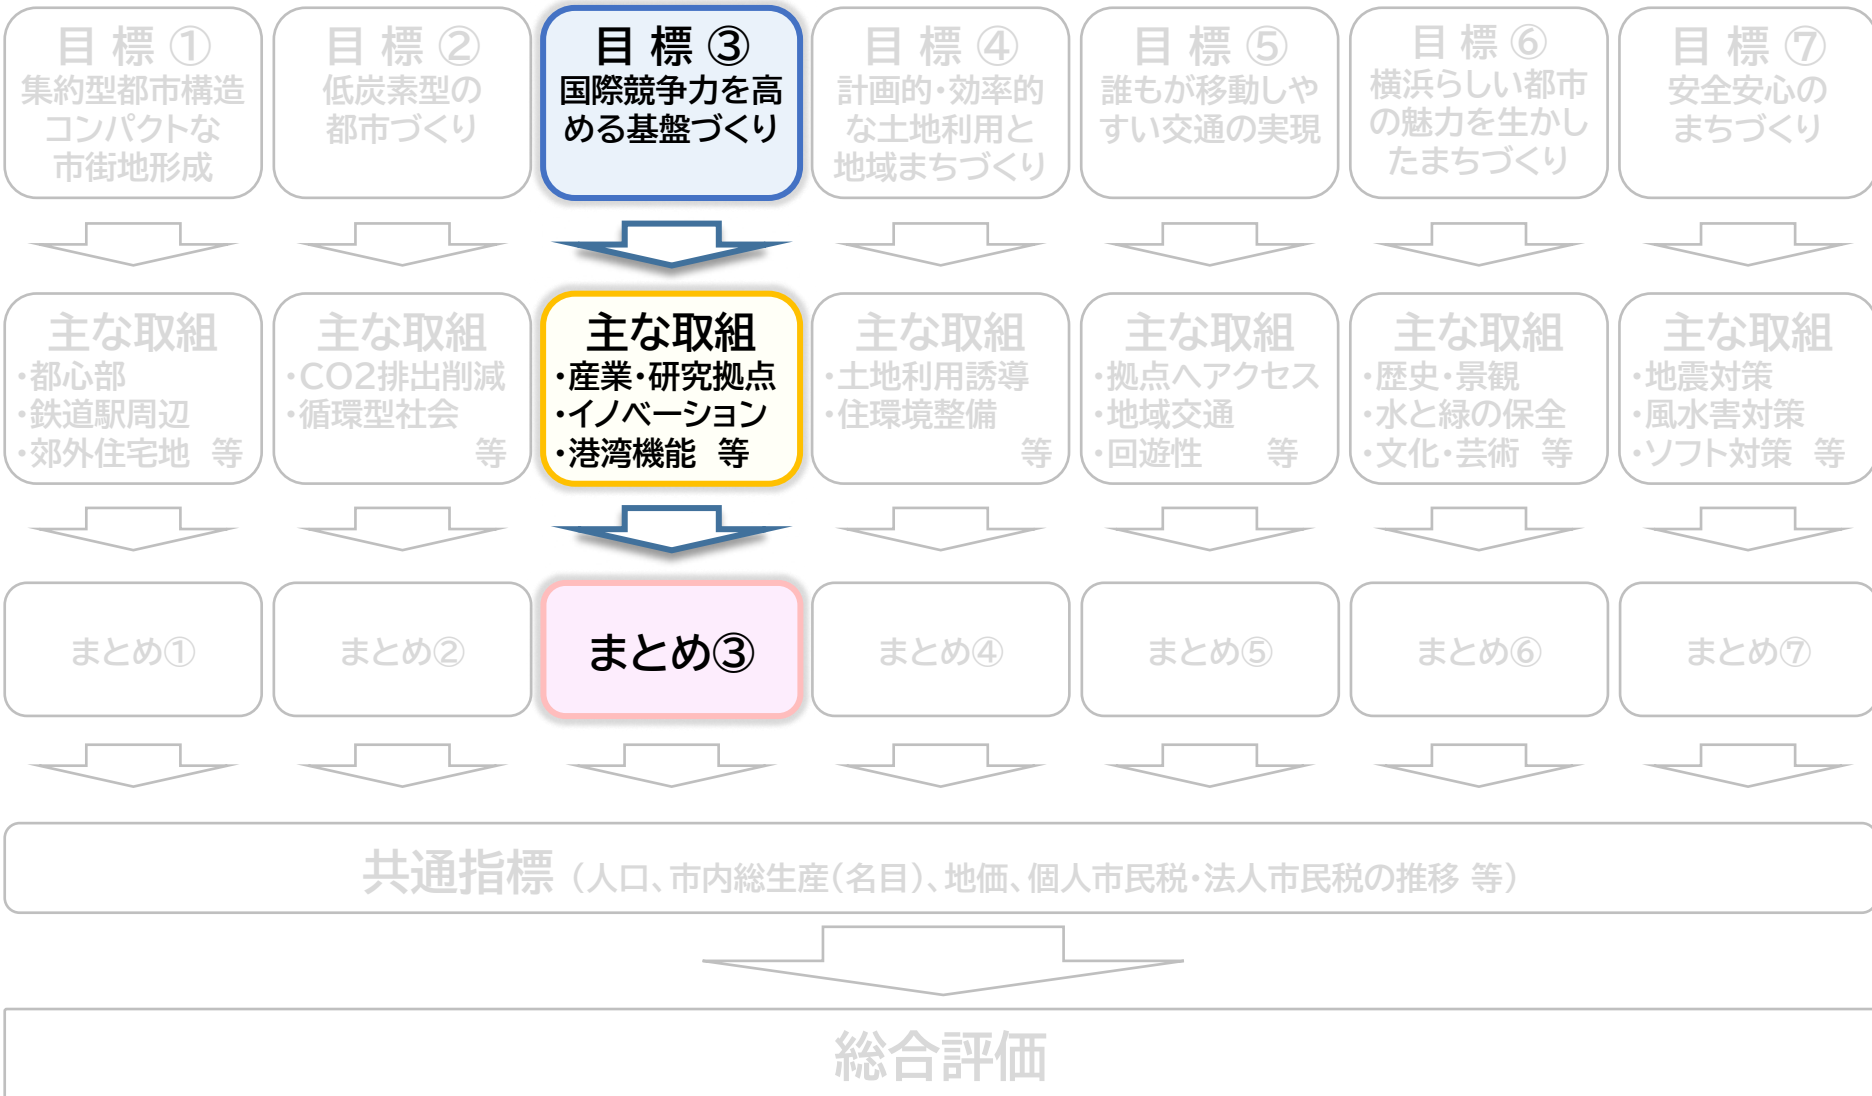 目 標 ①
集約型都市構造
コンパクトな
市街地形成
目 標 ②
低炭素型の
都市づくり
目 標 ③
国際競争力を高
める基盤づくり
目 標 ④
計画的・効率的
な土地利用と
地域まちづくり
目 標 ⑤
誰もが移動しや
すい交通の実現
目 標 ⑥
横浜らしい都市
の魅力を生かし
たまちづくり
目 標 ⑦
安全安心の
まちづくり
主な取組
・都心部
・鉄道駅周辺
・郊外住宅地 等
主な取組
・CO2排出削減
・循環型社会
等
主な取組
・産業・研究拠点
・イノベーション
・港湾機能 等
主な取組
・土地利用誘導
・住環境整備
等
主な取組
・拠点へアクセス
・地域交通
・回遊性 等
主な取組
・歴史・景観
・水と緑の保全
・文化・芸術 等
主な取組
・地震対策
・風水害対策
・ソフト対策 等
まとめ①
まとめ②
まとめ③
まとめ④
まとめ⑤
まとめ⑥
まとめ⑦
共通指標 （人口、市内総生産（名目）、地価、個人市民税・法人市民税の推移 等）
総合評価